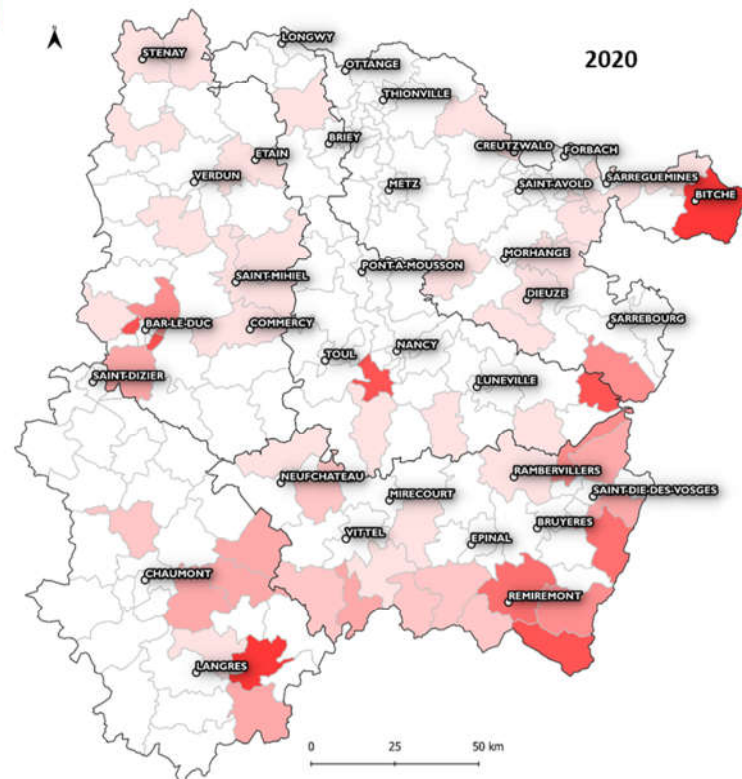 LONGWY
2020
STENAY
OTTANGE
THIONVILLE
BRIEY
CREUTZWALD
FORBACH
ETAIN
VERDUN
METZ
SAINT-AVOLD
SARREGUEMINES
BITCHE
MORHANGE
PONT-A-MOUSSON
SAINT-MIHIEL
DIEUZE
BAR-LE-DUC
COMMERCY
SARREBOURG
NANCY
TOUL
SAINT-DIZIER
LUNEVILLE
NEUFCHATEAU
RAMBERVILLERS
MIRECOURT
SAINT-DIE-DES-VOSGES
BRUYERES
VITTEL
EPINAL
CHAUMONT
REMIREMONT
LANGRES
0 25 50 km